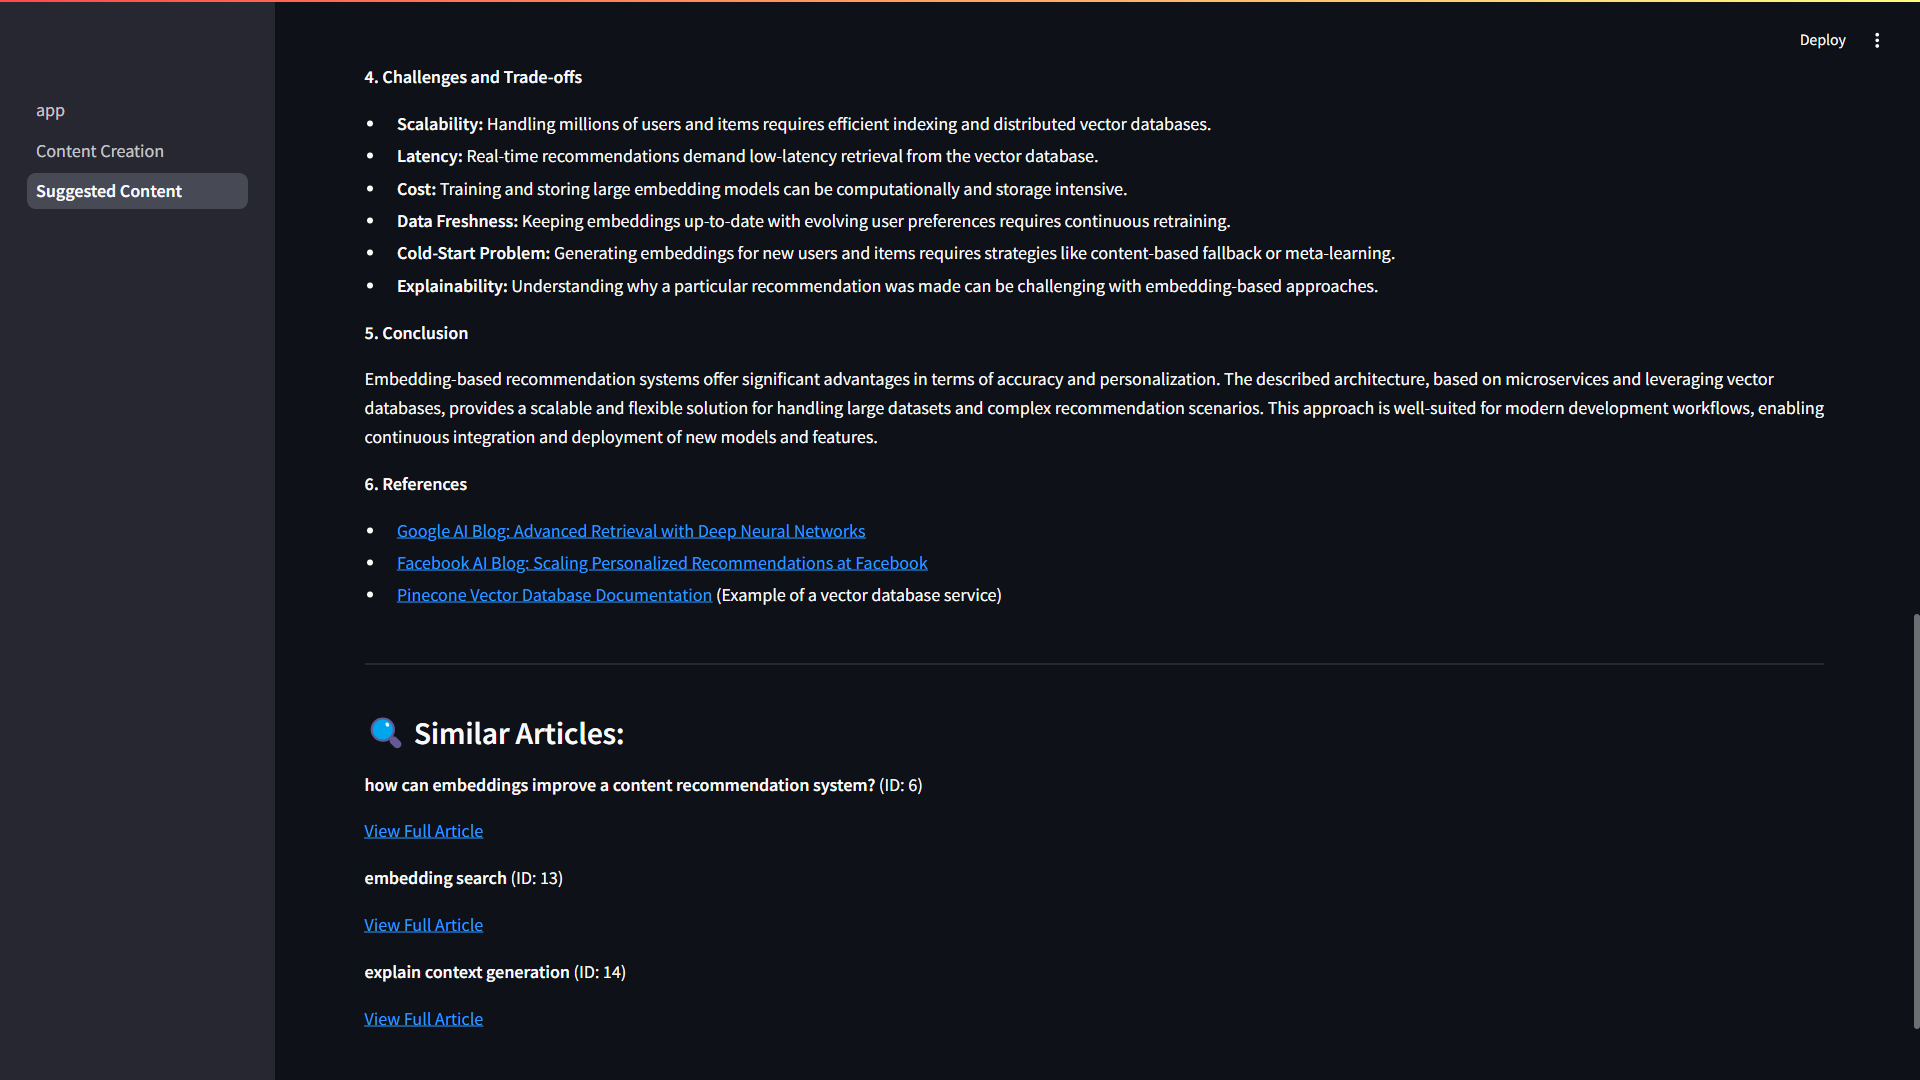 Deploy
app
Content Creation
Suggested Content
4. Challenges and Trade-offs
• Scalability: Handling millions of users and items requires efficient indexing and distributed vector databases.
• Latency: Real-time recommendations demand low-latency retrieval from the vector database.
• Cost: Training and storing large embedding models can be computationally and storage intensive.
• Data Freshness: Keeping embeddings up-to-date with evolving user preferences requires continuous retraining.
• Cold-Start Problem: Generating embeddings for new users and items requires strategies like content-based fallback or meta-learning.
• Explainability: Understanding why a particular recommendation was made can be challenging with embedding-based approaches.
5. Conclusion
Embedding-based recommendation systems offer significant advantages in terms of accuracy and personalization. The described architecture, based on microservices and leveraging vector
databases, provides a scalable and flexible solution for handling large datasets and complex recommendation scenarios. This approach is well-suited for modern development workflows, enabling
continuous integration and deployment of new models and features.
6. References
• Google AI Blog: Advanced Retrieval with Deep Neural Networks
• Facebook AI Blog: Scaling Personalized Recommendations at Facebook
• Pinecone Vector Database Documentation (Example of a vector database service)
Similar Articles:
how can embeddings improve a content recommendation system? (ID: 6)
View Full Article
embedding search (ID: 13)
View Full Article
explain context generation (ID: 14)
View Full Article